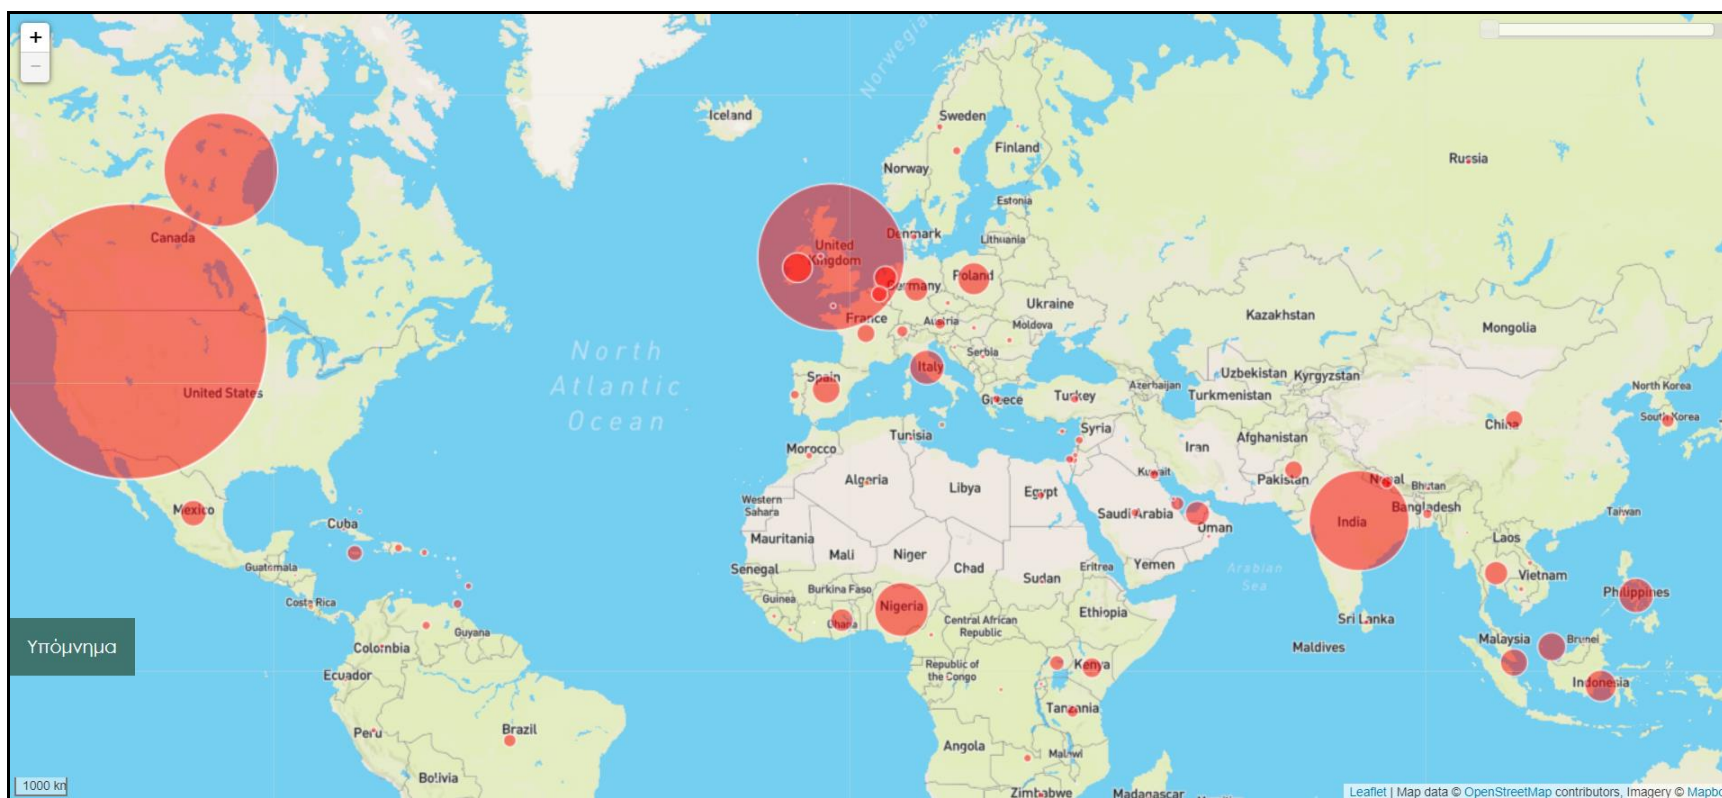 +
−
Norwegian
Iceland
Sweden
Finland
Norway
Russia
Estonia
Denmark
Lithuania
Canada
United
Kingdom
Poland
Germany
Ukraine
Kazakhstan
France
Austria
Moldova
Mongolia
North
Atlantic
Ocean
Serbia
Italy
Spain
Uzbekistan
Kyrgyzstan
Azerbaijan
Turkmenistan
North Korea
United States
Greece
Turkey
South Korea
China
Tunisia
Syria
Afghanistan
Iran
Morocco
Algeria
Libya
Egypt
Kuwait
Pakistan
Nepal
Bhutan
Western
Sahara
Mexico
Cuba
Saudi Arabia
Oman
India
Bangladesh
Taiwan
Mauritania
Mali
Niger
Chad
Laos
Guatemala
Senegal
Sudan
Eritrea
Yemen
Arabian
Sea
Vietnam
Burkina Faso
Guinea
Costa Rica
Nigeria
Ghana
Central African
Republic
Ethiopia
Philippines
Sri Lanka
Guyana
Υπόμνημα
Colombia
Maldives
Malaysia
Brunei
Ecuador
Republic of
the Congo
Kenya
Indonesia
Tanzania
Peru
Brazil
Angola
Malawi
Bolivia
1000 km
Zimbabwe
Madagascar
Leaflet | Map data © OpenStreetMap contributors, Imagery © Mapbo